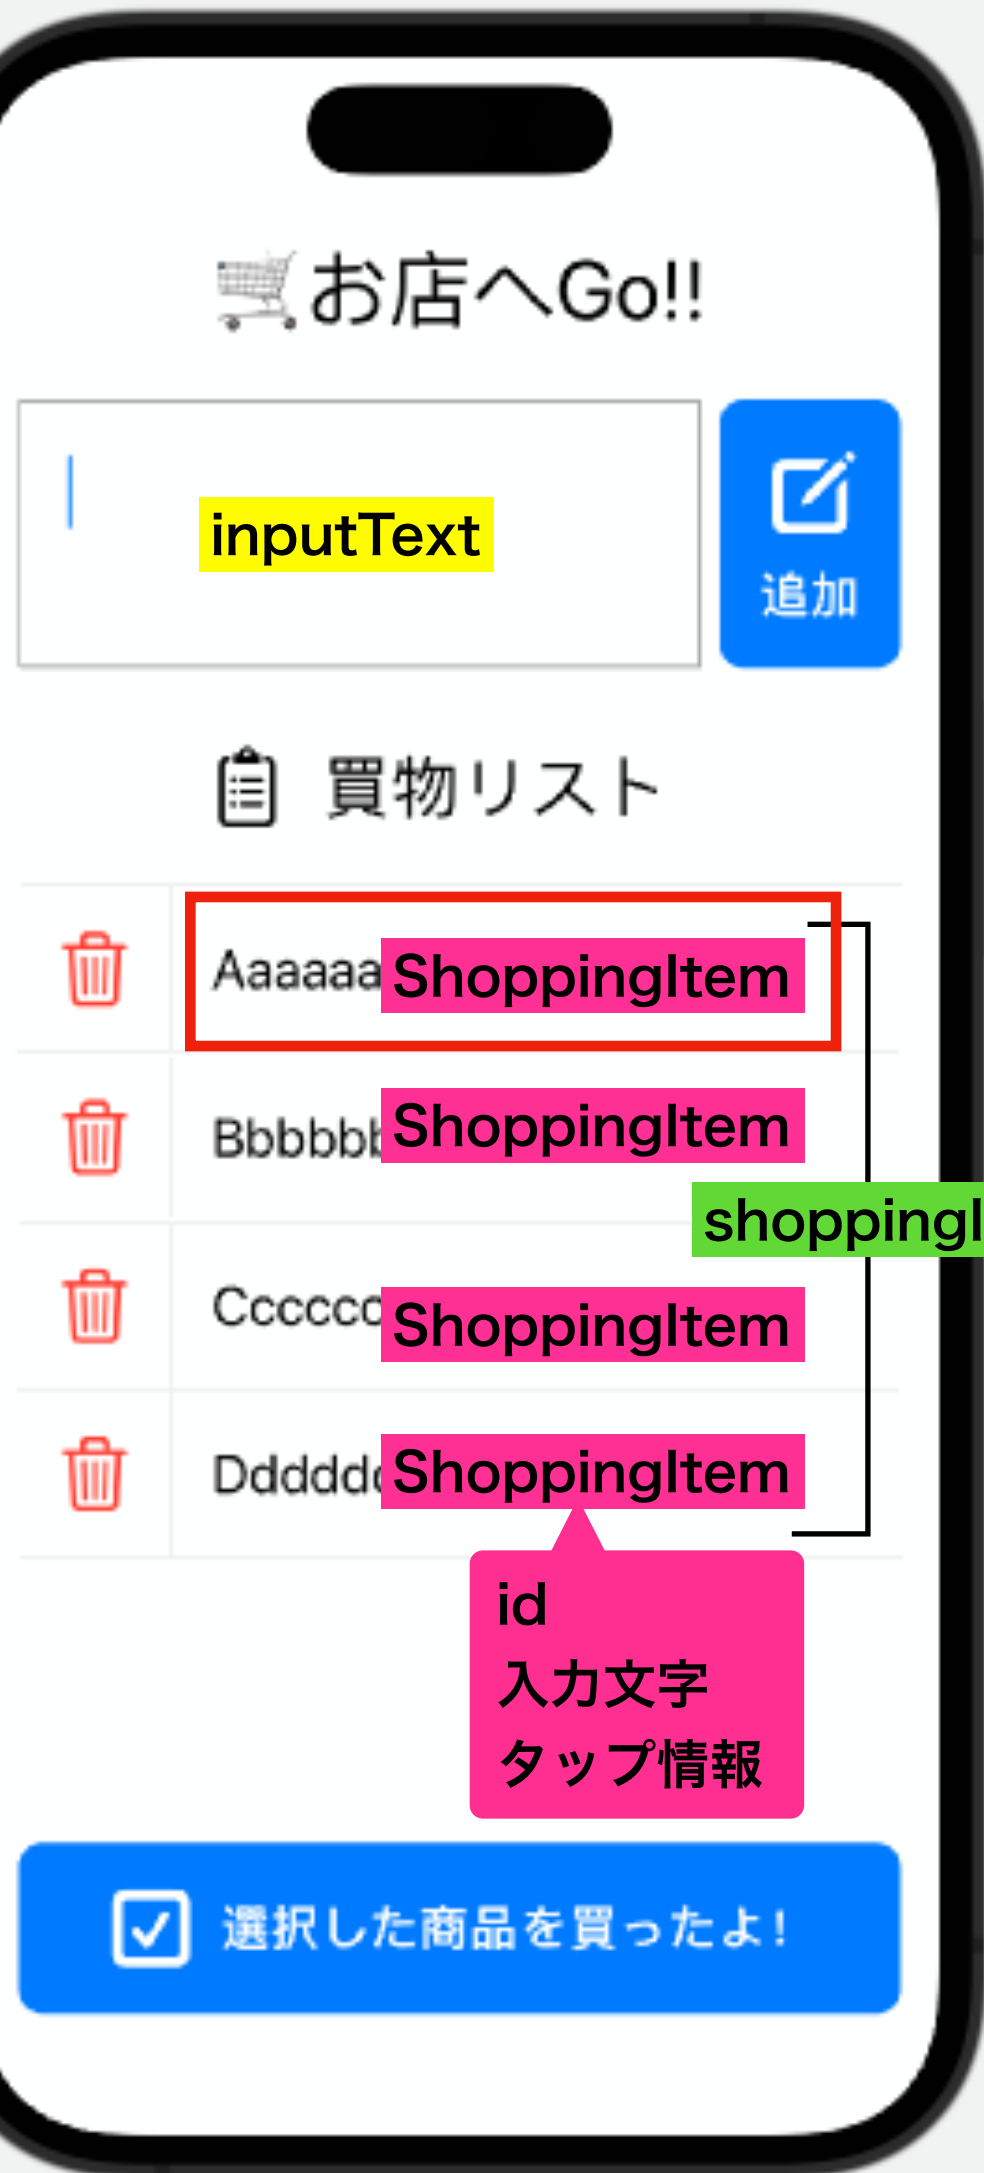 お店へGo!!
inputText
追加
買物リスト
Aaaaaa
ShoppingItem
Bbbbbb
ShoppingItem
shoppingI
Cccccc
ShoppingItem
Dddddd
ShoppingItem
id
入力文字
タップ情報
選択した商品を買ったよ!